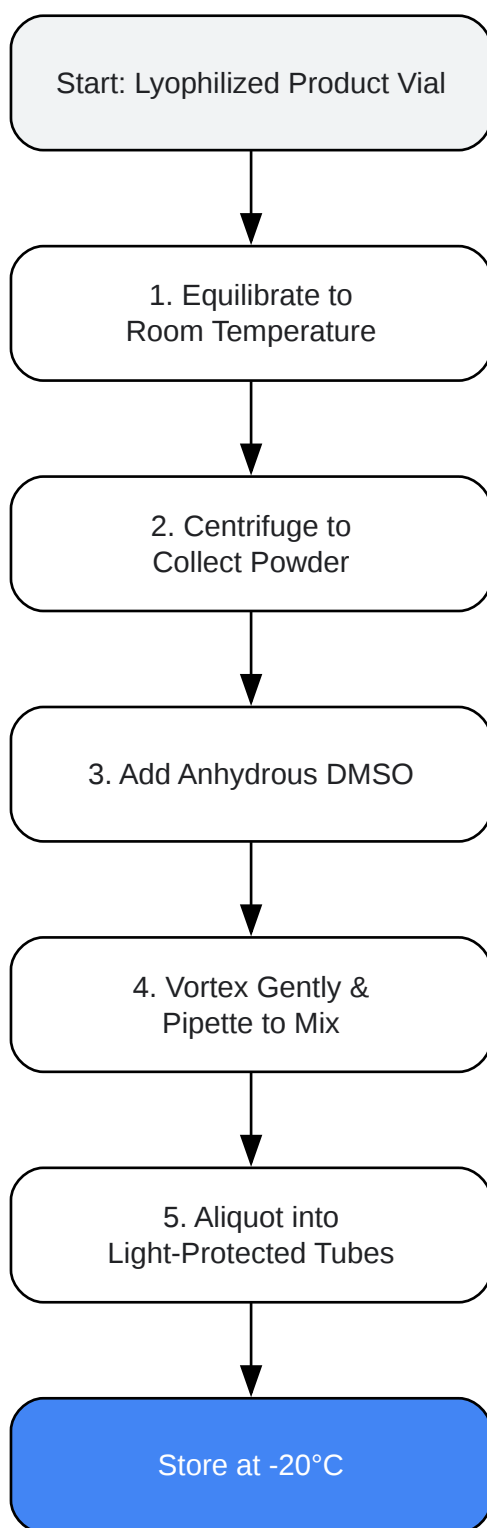 Start: Lyophilized Product Vial
1. Equilibrate to
Room Temperature
2. Centrifuge to
Collect Powder
3. Add Anhydrous DMSO
4. Vortex Gently &
Pipette to Mix
5. Aliquot into
Light-Protected Tubes
Store at -20°C